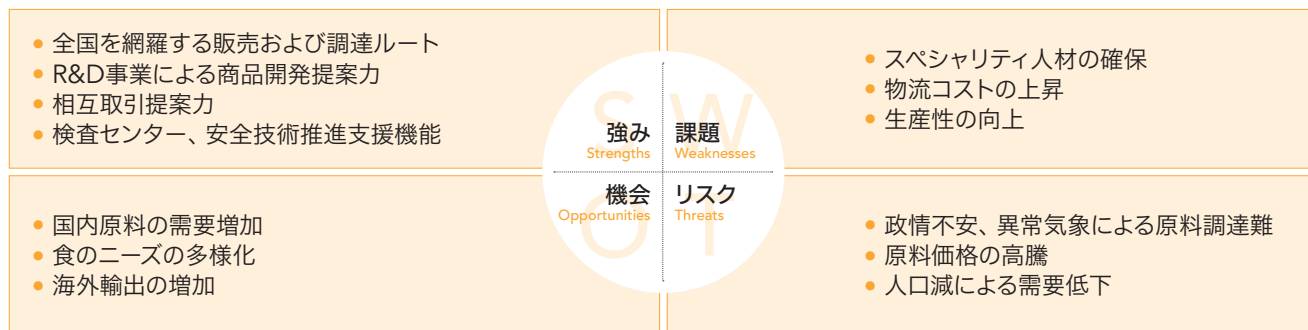 • 全国を網羅する販売および調達ルート
• R&D事業による商品開発提案力
• 相互取引提案力
• 検査センター、安全技術推進支援機能
• スペシャリティ人材の確保
• 物流コストの上昇
• 生産性の向上
S W
強み 課題
Strengths Weaknesses
機会 リスク
Opportunities Threats
O T
• 国内原料の需要増加
• 食のニーズの多様化
• 海外輸出の増加
• 政情不安、異常気象による原料調達難
• 原料価格の高騰
• 人口減による需要低下